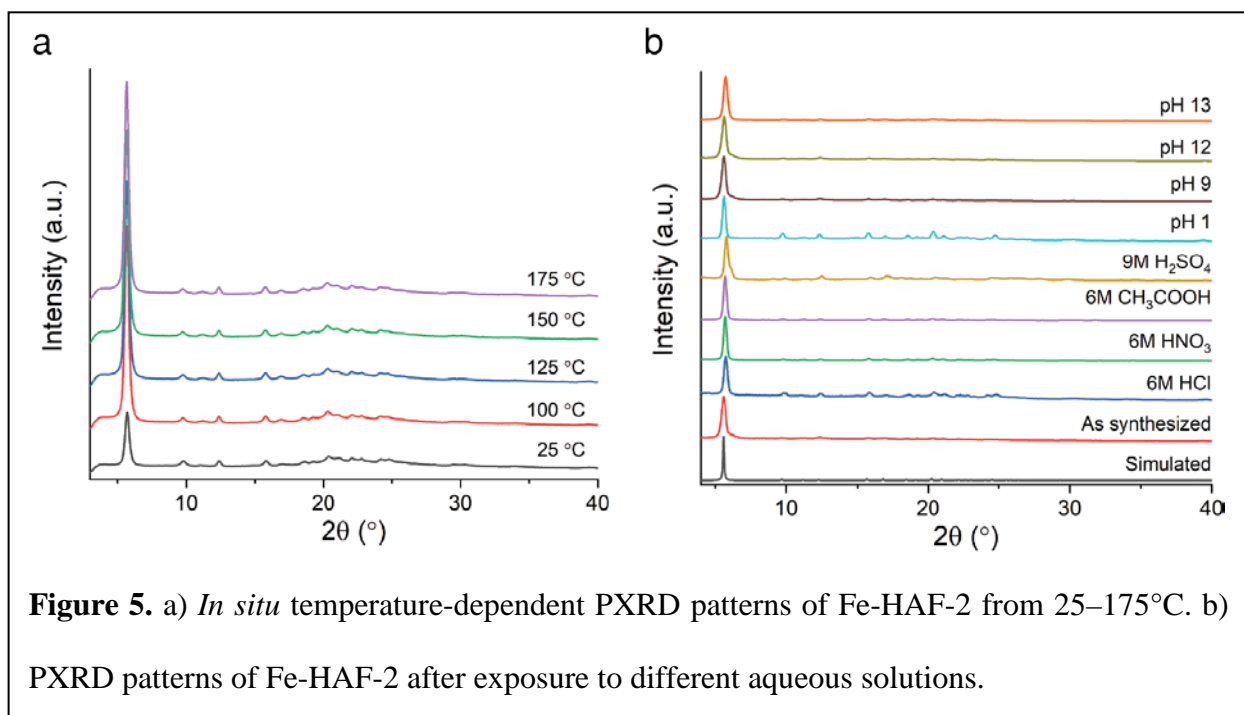 a
Intensity (a.u.)
175 °C
150 °C
125 °C
100 °C
25 °C
10
20
30
40
2θ (°)
b
Intensity (a.u.)
pH 13
pH 12
pH 9
pH 1
9M H₂SO₄
6M CH₃COOH
6M HNO₃
6M HCl
As synthesized
Simulated
10
20
30
40
2θ (°)
Figure 5. a) In situ temperature-dependent PXRD patterns of Fe-HAF-2 from 25–175°C. b)
PXRD patterns of Fe-HAF-2 after exposure to different aqueous solutions.